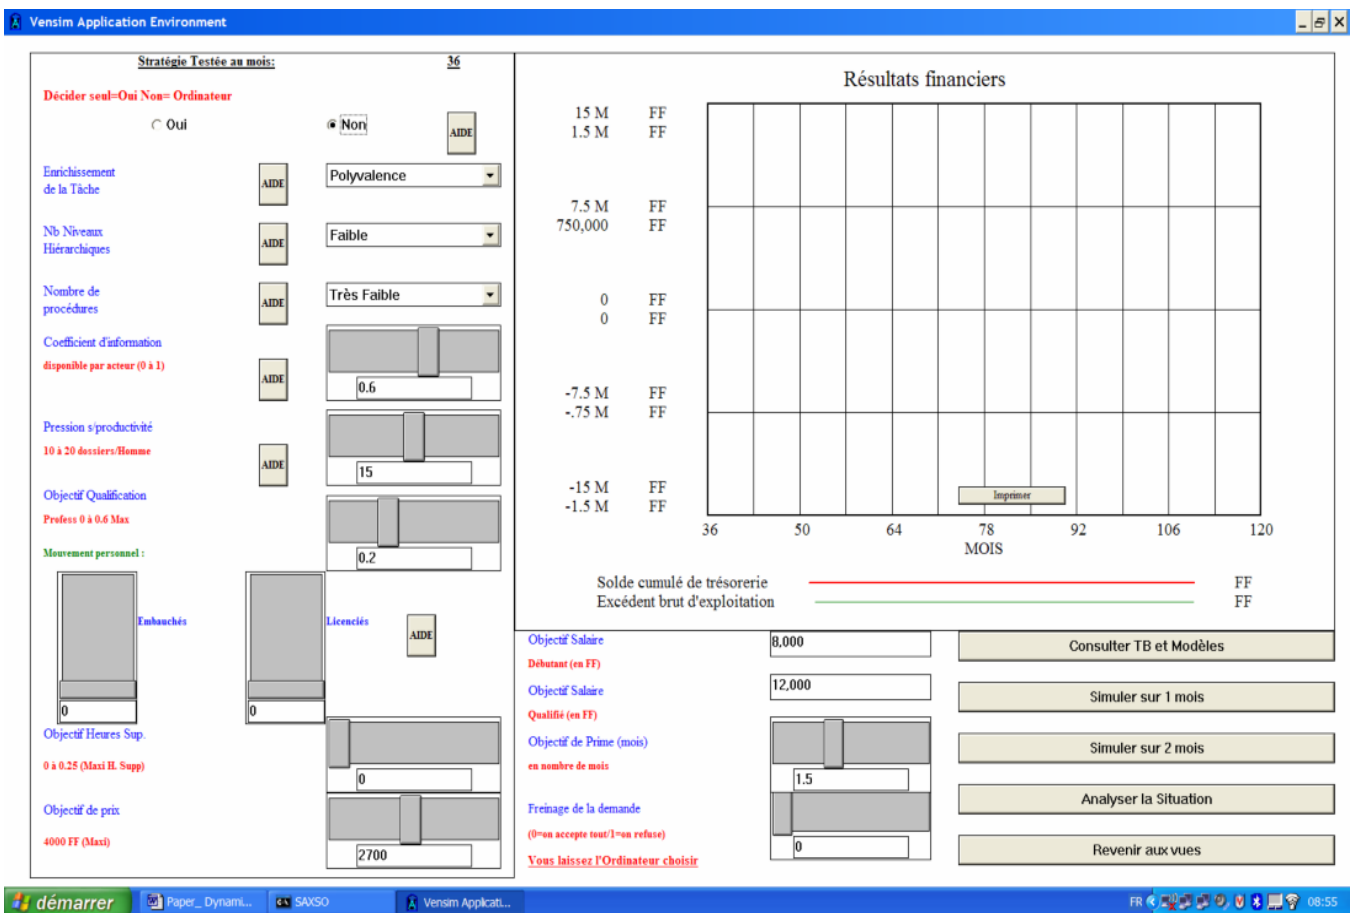 Vensim Application Environment
Stratégie Testée au mois: 36
Décider seul=Oui Non= Ordinateur
Oui Non AIDE
Enrichissement
de la Tâche
AIDE
Polyvalence
Nb Niveaux
Hiérarchiques
AIDE
Faible
Nombre de
procédures
AIDE
Très Faible
Coefficient d'information
disponible par acteur (0 à 1)
AIDE
0.6
Pression s/productivité
10 à 20 dossiers/Homme
AIDE
15
Objectif Qualification
Profess 0 à 0.6 Max
0.2
Mouvement personnel :
Embauchés
Licenciés
AIDE
0
0
Objectif Heures Sup.
0 à 0.25 (Maxi H. Supp)
0
Objectif de prix
4000 FF (Maxi)
2700
Résultats financiers
15 M FF
1.5 M FF
7.5 M FF
750,000 FF
0 FF
0 FF
-7.5 M FF
-.75 M FF
-15 M FF
-1.5 M FF
Imprimer
36 50 64 78 92 106 120
MOIS
Solde cumulé de trésorerie FF
Excédent brut d'exploitation FF
Objectif Salaire
Débutant (en FF)
8,000
Objectif Salaire
Qualifié (en FF)
12,000
Objectif de Prime (mois)
en nombre de mois
1.5
Freinage de la demande
(0=on accepte tout/1=on refuse)
0
Vous laissez l'Ordinateur choisir
Consulter TB et Modèles
Simuler sur 1 mois
Simuler sur 2 mois
Analyser la Situation
Revenir aux vues
démarrer
Paper_ Dynami...
SAXSO
Vensim Applicati...
FR
08:55